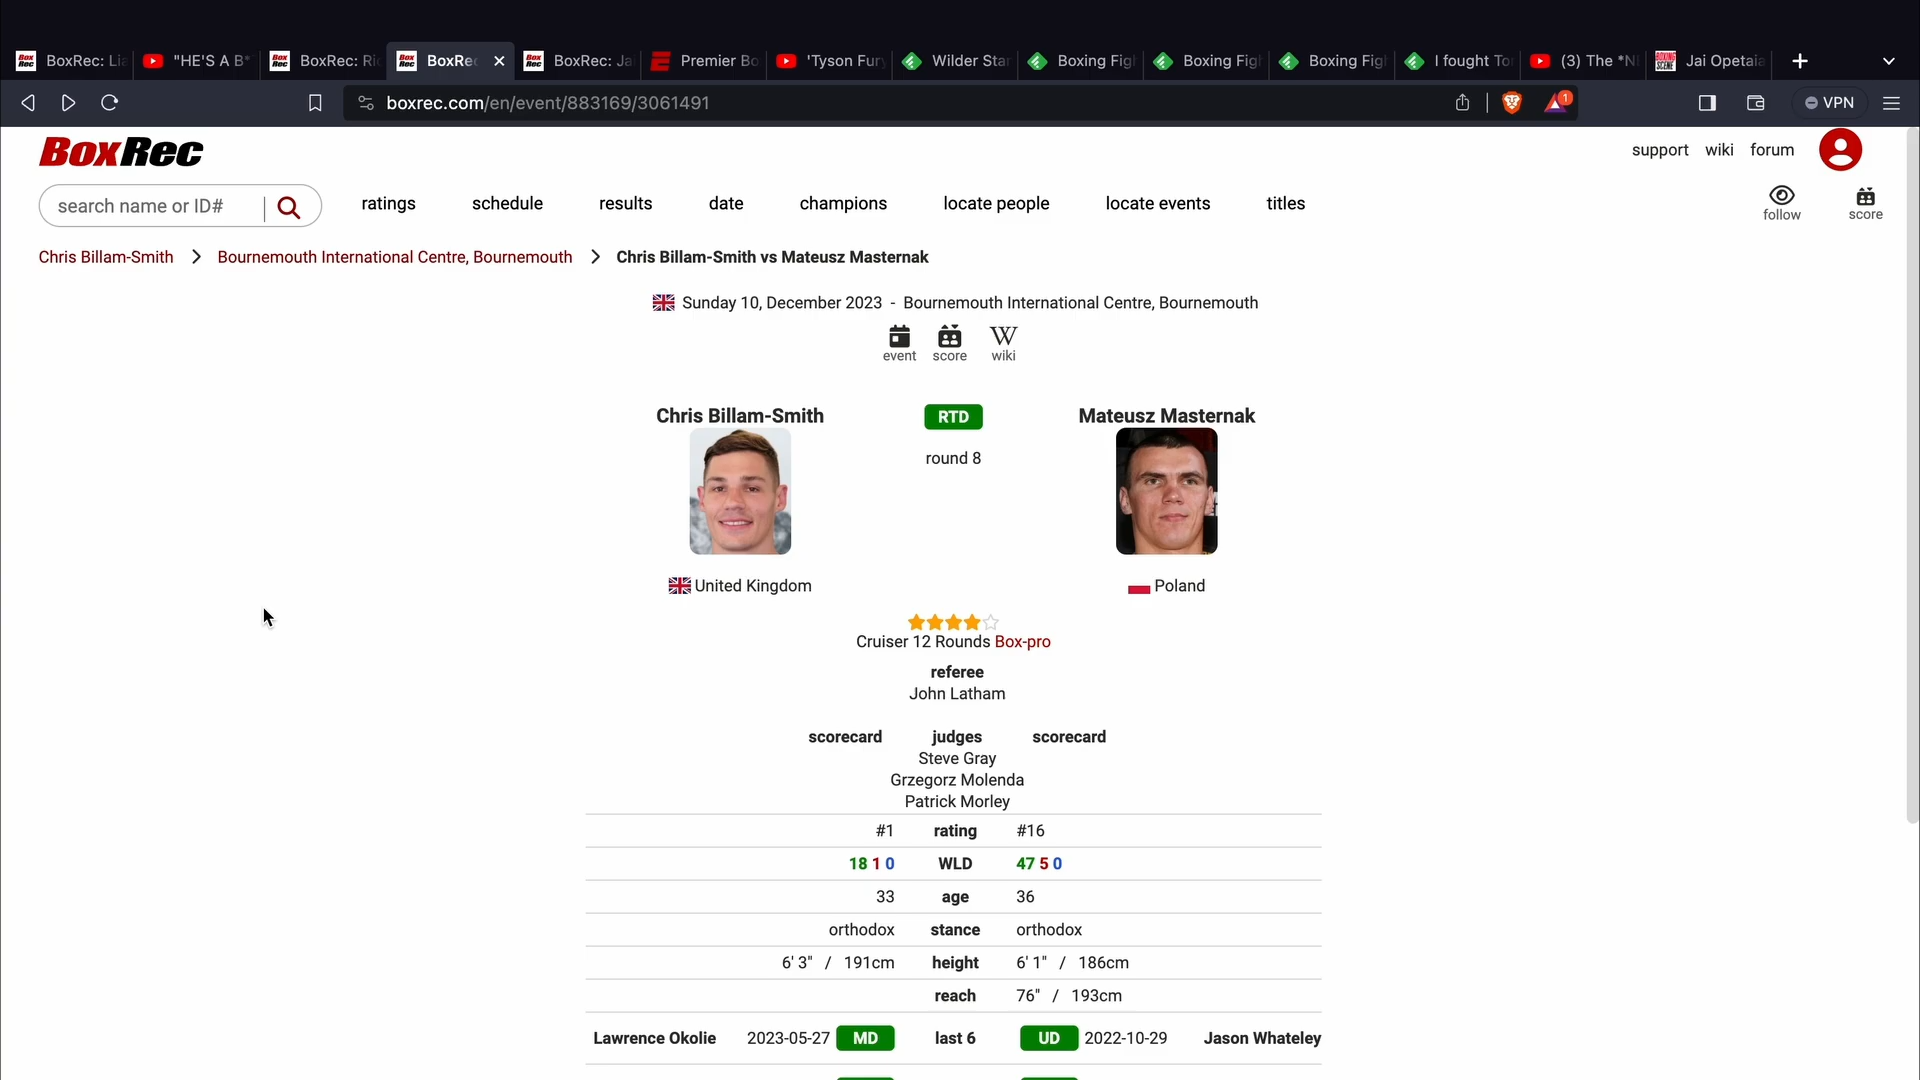 BoxRec: Lia
"HE'S A B*
BoxRec: Ri
BoxRec
BoxRec: Ja
Premier Bo
'Tyson Fury
Wilder Star
Boxing Figh
Boxing Figh
Boxing Figh
I fought To
(3) The *N
Jai Opetaia
boxrec.com/en/event/883169/3061491
1
VPN
BoxRec
support wiki forum
search name or ID#
ratings schedule results date champions locate people locate events titles
follow score
Chris Billam-Smith > Bournemouth International Centre, Bournemouth > Chris Billam-Smith vs Mateusz Masternak
Sunday 10, December 2023 - Bournemouth International Centre, Bournemouth
W
event score wiki
Chris Billam-Smith RTD Mateusz Masternak
round 8
United Kingdom Poland
Cruiser 12 Rounds Box-pro
referee
John Latham
scorecard judges scorecard
Steve Gray
Grzegorz Molenda
Patrick Morley
#1 rating #16
18 1 0 WLD 47 5 0
33 age 36
orthodox stance orthodox
6' 3" / 191cm height 6' 1" / 186cm
reach 76" / 193cm
Lawrence Okolie 2023-05-27 MD last 6 UD 2022-10-29 Jason Whateley